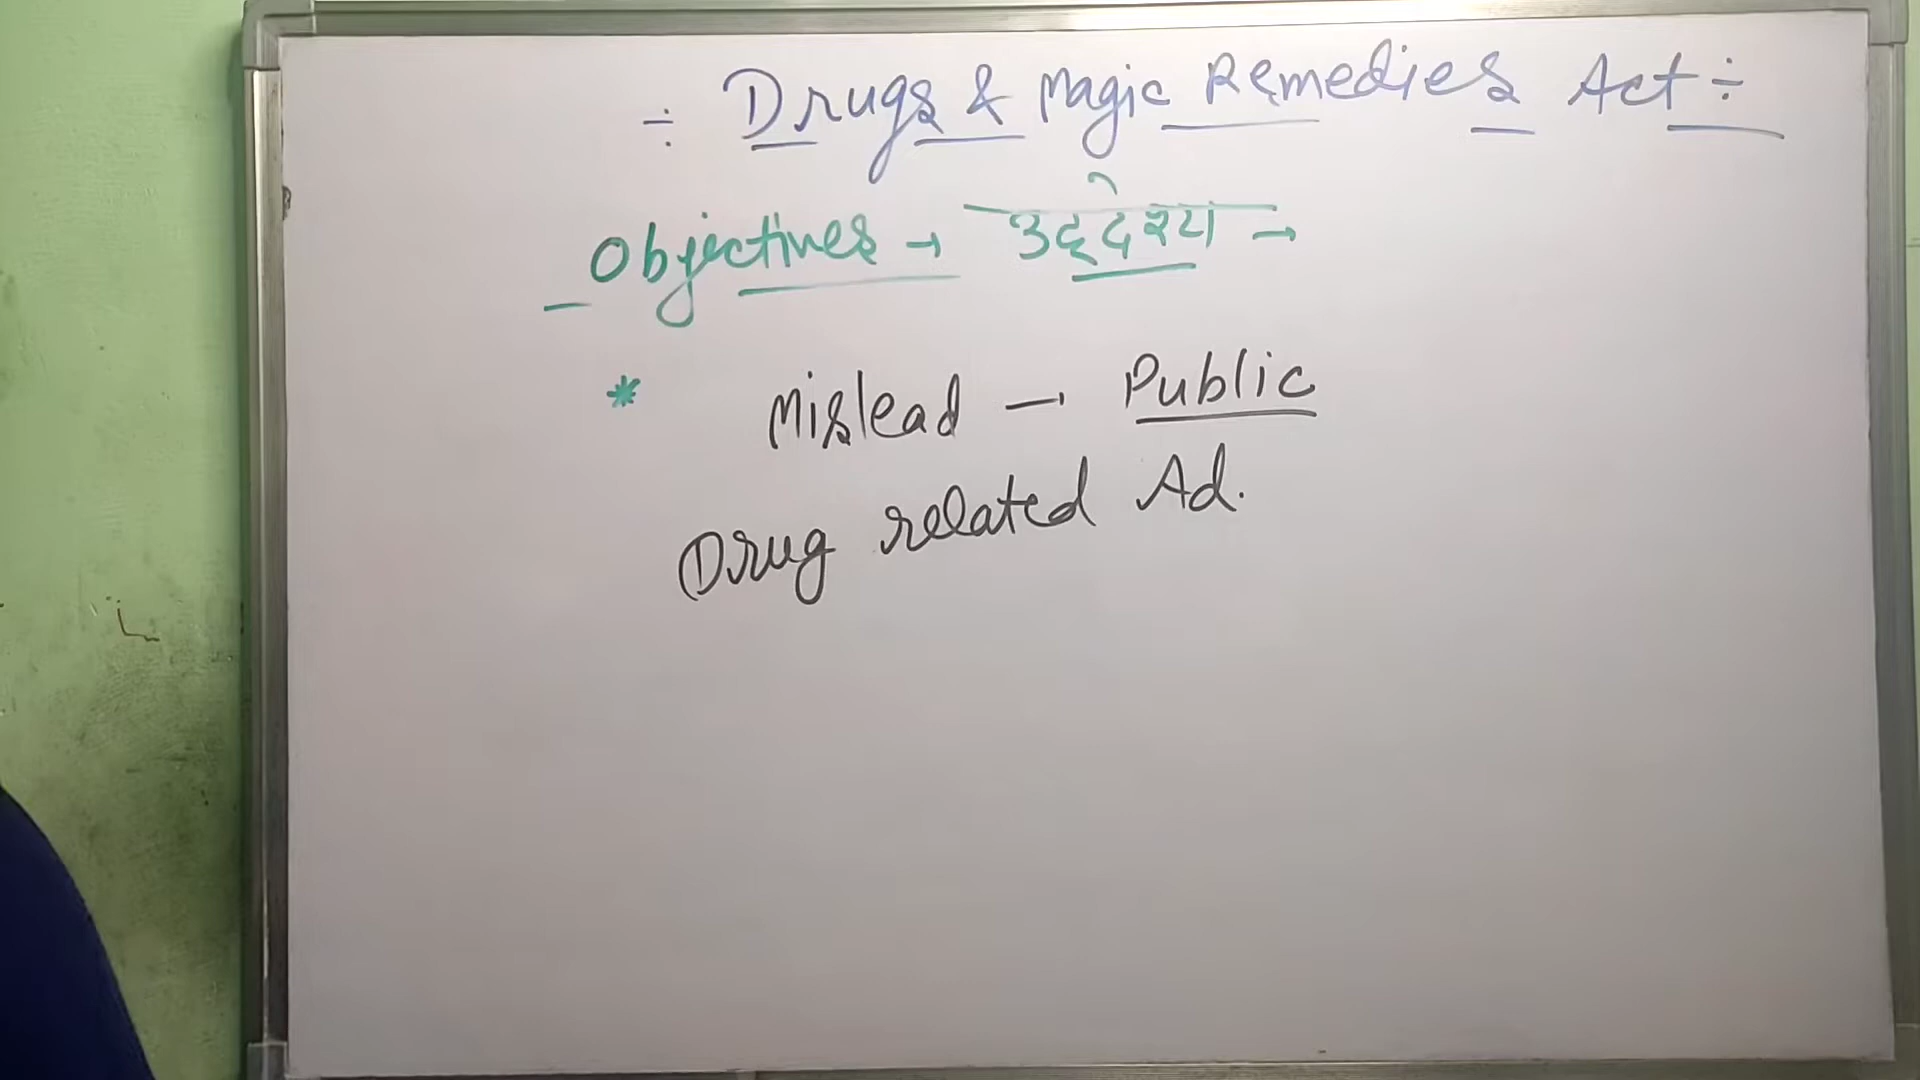 ÷ Drugs & Magic Remedies Act ÷
Objectives → उद्देश्य →
* Mislead → Public
Drug related Ad.